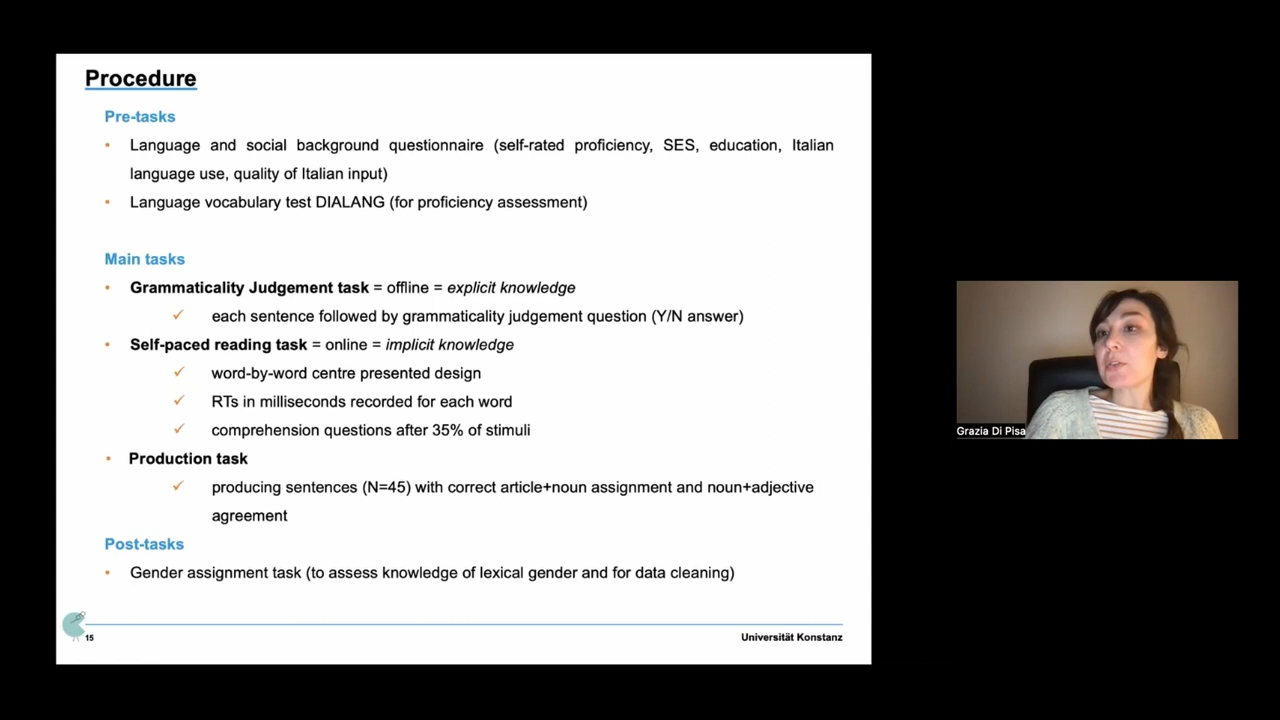 Procedure
Pre-tasks
• Language and social background questionnaire (self-rated proficiency, SES, education, Italian
language use, quality of Italian input)
• Language vocabulary test DIALANG (for proficiency assessment)
Main tasks
• Grammaticality Judgement task = offline = explicit knowledge
✓ each sentence followed by grammaticality judgement question (Y/N answer)
• Self-paced reading task = online = implicit knowledge
✓ word-by-word centre presented design
✓ RTs in milliseconds recorded for each word
✓ comprehension questions after 35% of stimuli
• Production task
✓ producing sentences (N=45) with correct article+noun assignment and noun+adjective
agreement
Post-tasks
• Gender assignment task (to assess knowledge of lexical gender and for data cleaning)
15
Universität Konstanz
Grazia Di Pisa